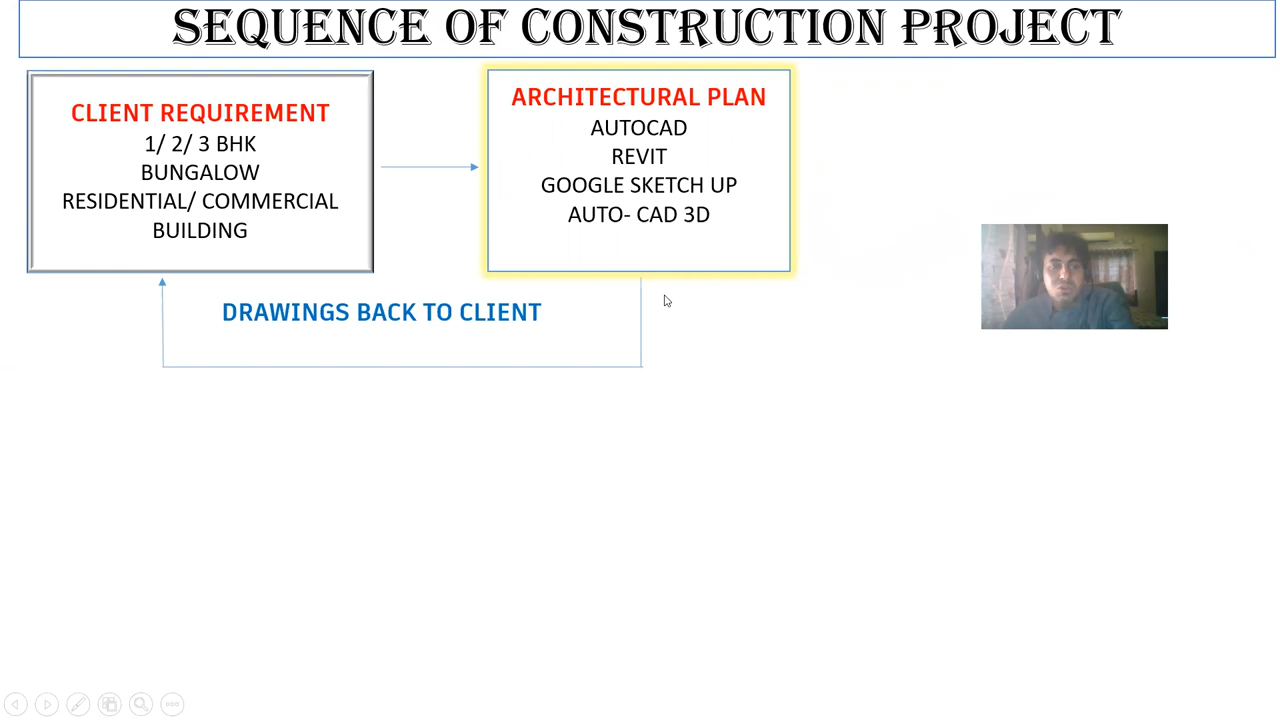 SEQUENCE OF CONSTRUCTION PROJECT
CLIENT REQUIREMENT
1/ 2/ 3 BHK
BUNGALOW
RESIDENTIAL/ COMMERCIAL
BUILDING
ARCHITECTURAL PLAN
AUTOCAD
REVIT
GOOGLE SKETCH UP
AUTO- CAD 3D
DRAWINGS BACK TO CLIENT